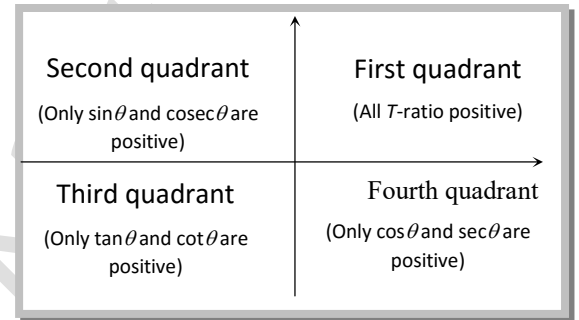 Second quadrant
(Only sinθ and cosecθ are
positive)
First quadrant
(All T-ratio positive)
Third quadrant
(Only tanθ and cotθ are
positive)
Fourth quadrant
(Only cosθ and secθ are
positive)